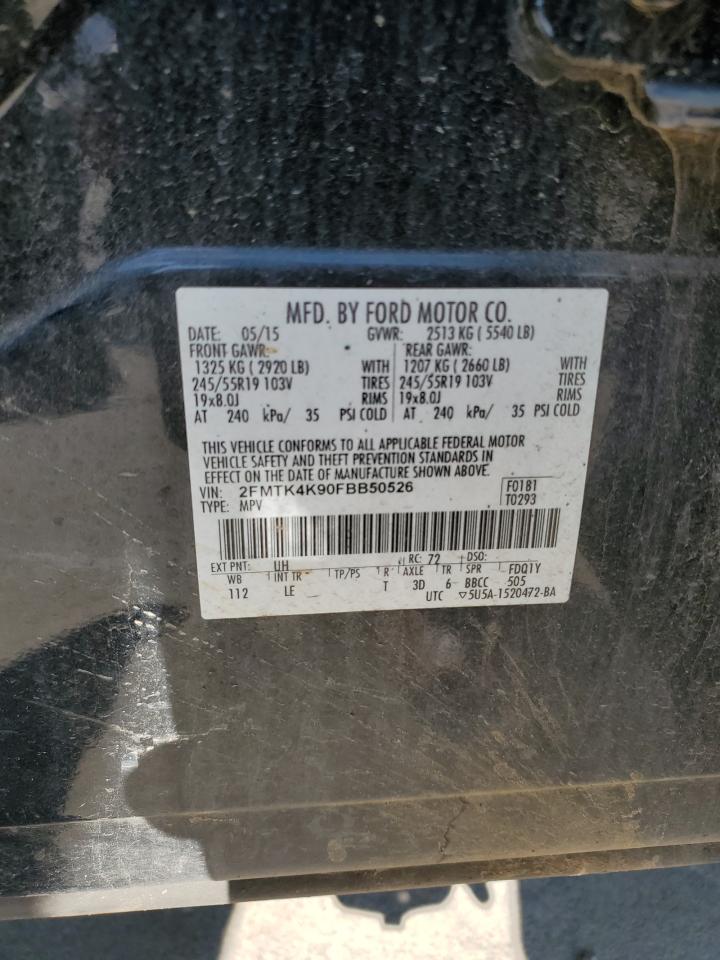 MFD. BY FORD MOTOR CO.
DATE: 05/15 GVWR: 2513 KG ( 5540 LB)
FRONT GAWR: REAR GAWR:
1325 KG ( 2920 LB) WITH 1207 KG ( 2660 LB) WITH
245/55R19 103V TIRES 245/55R19 103V TIRES
19x8.0J RIMS 19x8.0J RIMS
AT 240 kPa/ 35 PSI COLD AT 240 kPa/ 35 PSI COLD
THIS VEHICLE CONFORMS TO ALL APPLICABLE FEDERAL MOTOR
VEHICLE SAFETY AND THEFT PREVENTION STANDARDS IN
EFFECT ON THE DATE OF MANUFACTURE SHOWN ABOVE.
VIN: 2FMTK4K90FBB50526 F0181
TYPE: MPV T0293
EXT PNT: UH RC: 72 DSO: FDQ1Y
WB INT TR TP/PS R AXLE TR SPR
112 LE T 3D 6 BBCC 505
UTC ▽5U5A-1520472-BA